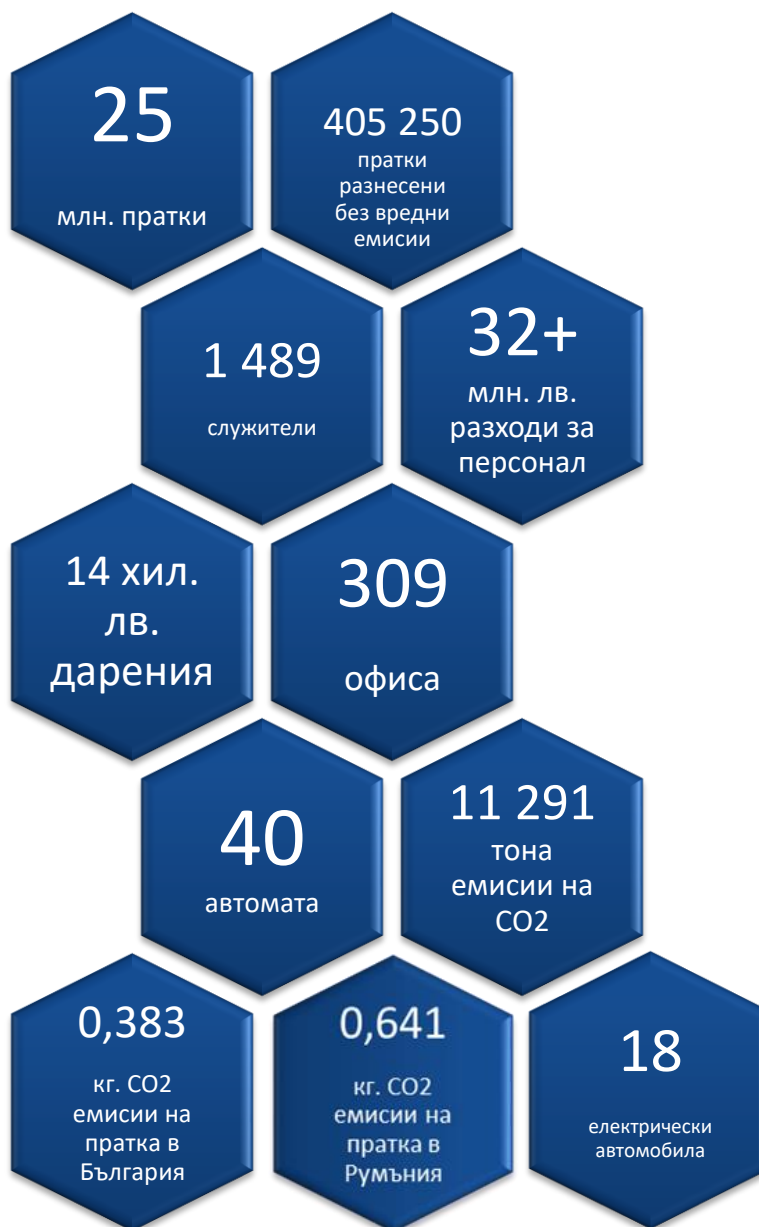 25
млн. пратки
405 250
пратки
разнесени
без вредни
емисии
1 489
служители
32+
млн. лв.
разходи за
персонал
14 хил.
лв.
дарения
309
офиса
40
автомата
11 291
тона
емисии на
CO2
0,383
кг. CO2
емисии на
пратка в
България
0,641
кг. CO2
емисии на
пратка в
Румъния
18
електрически
автомобила